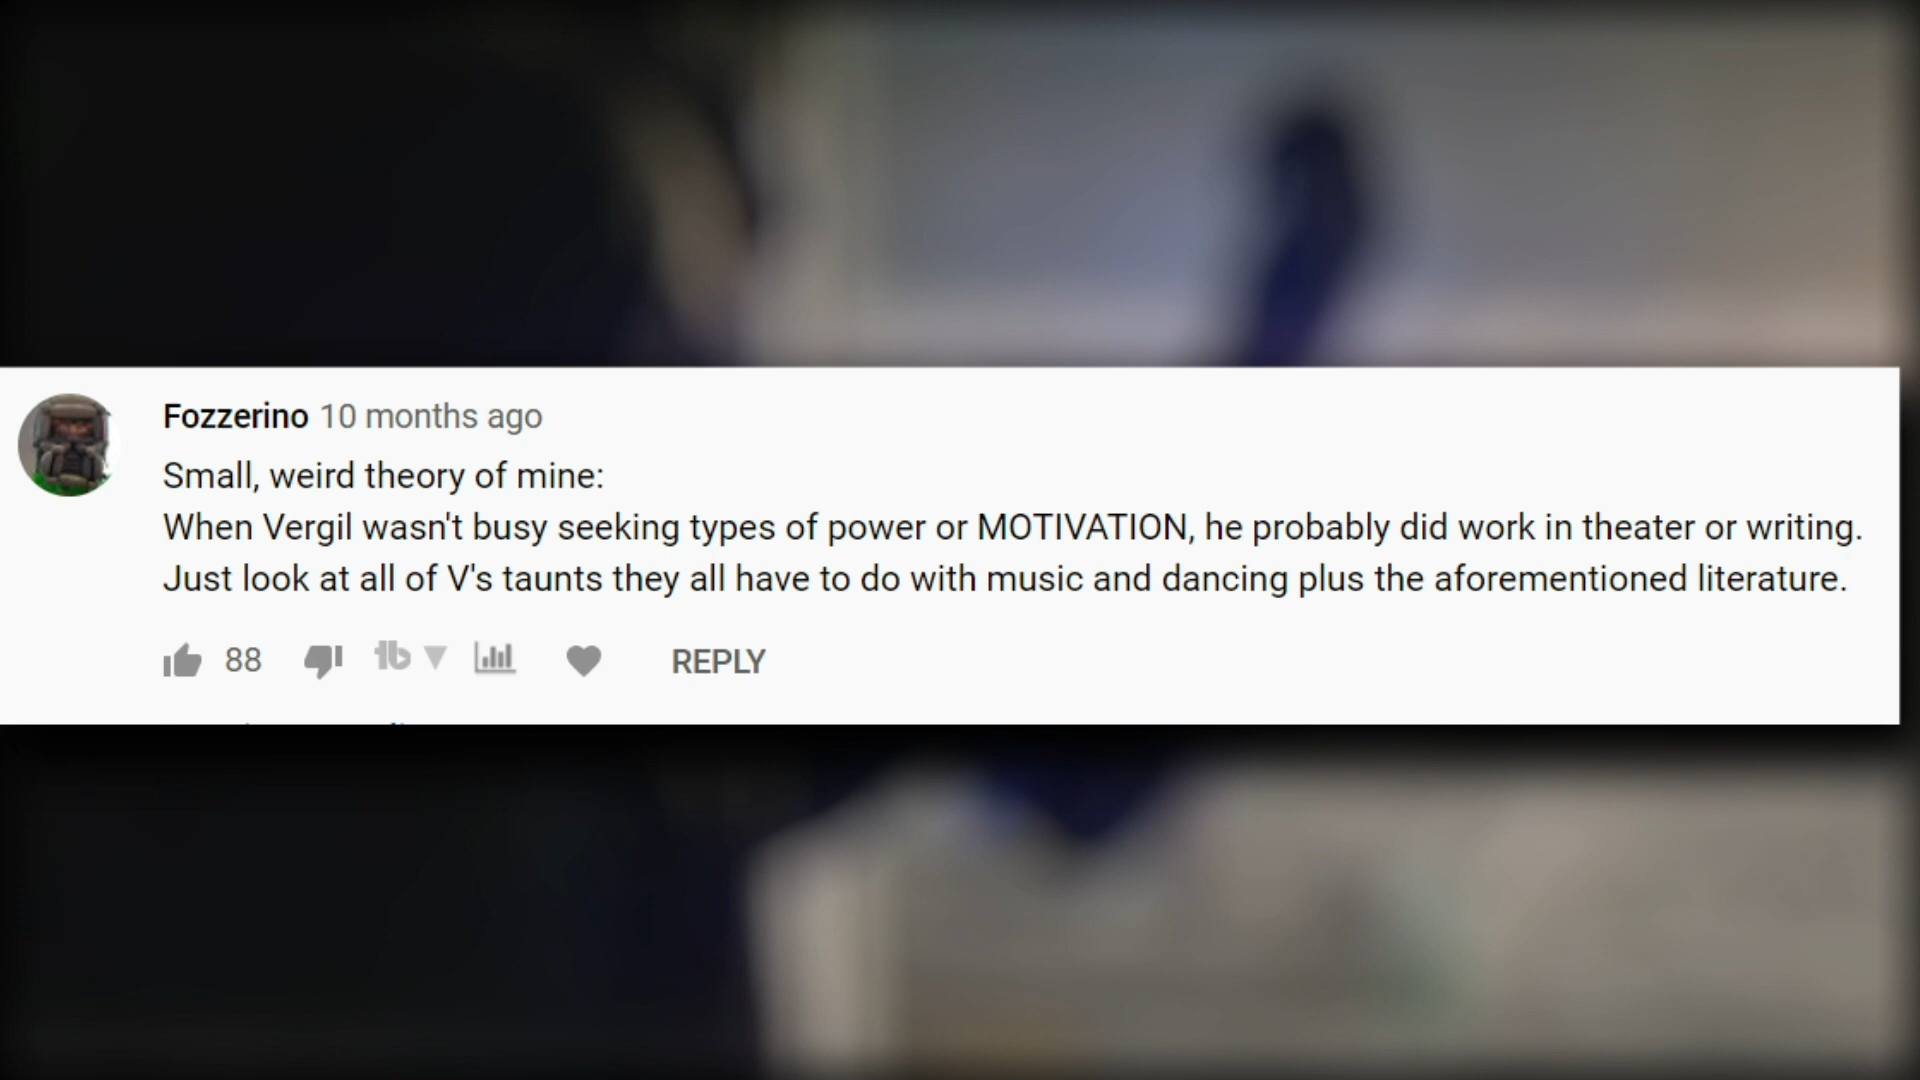 Fozzerino 10 months ago
Small, weird theory of mine:
When Vergil wasn't busy seeking types of power or MOTIVATION, he probably did work in theater or writing.
Just look at all of V's taunts they all have to do with music and dancing plus the aforementioned literature.
88 tb REPLY